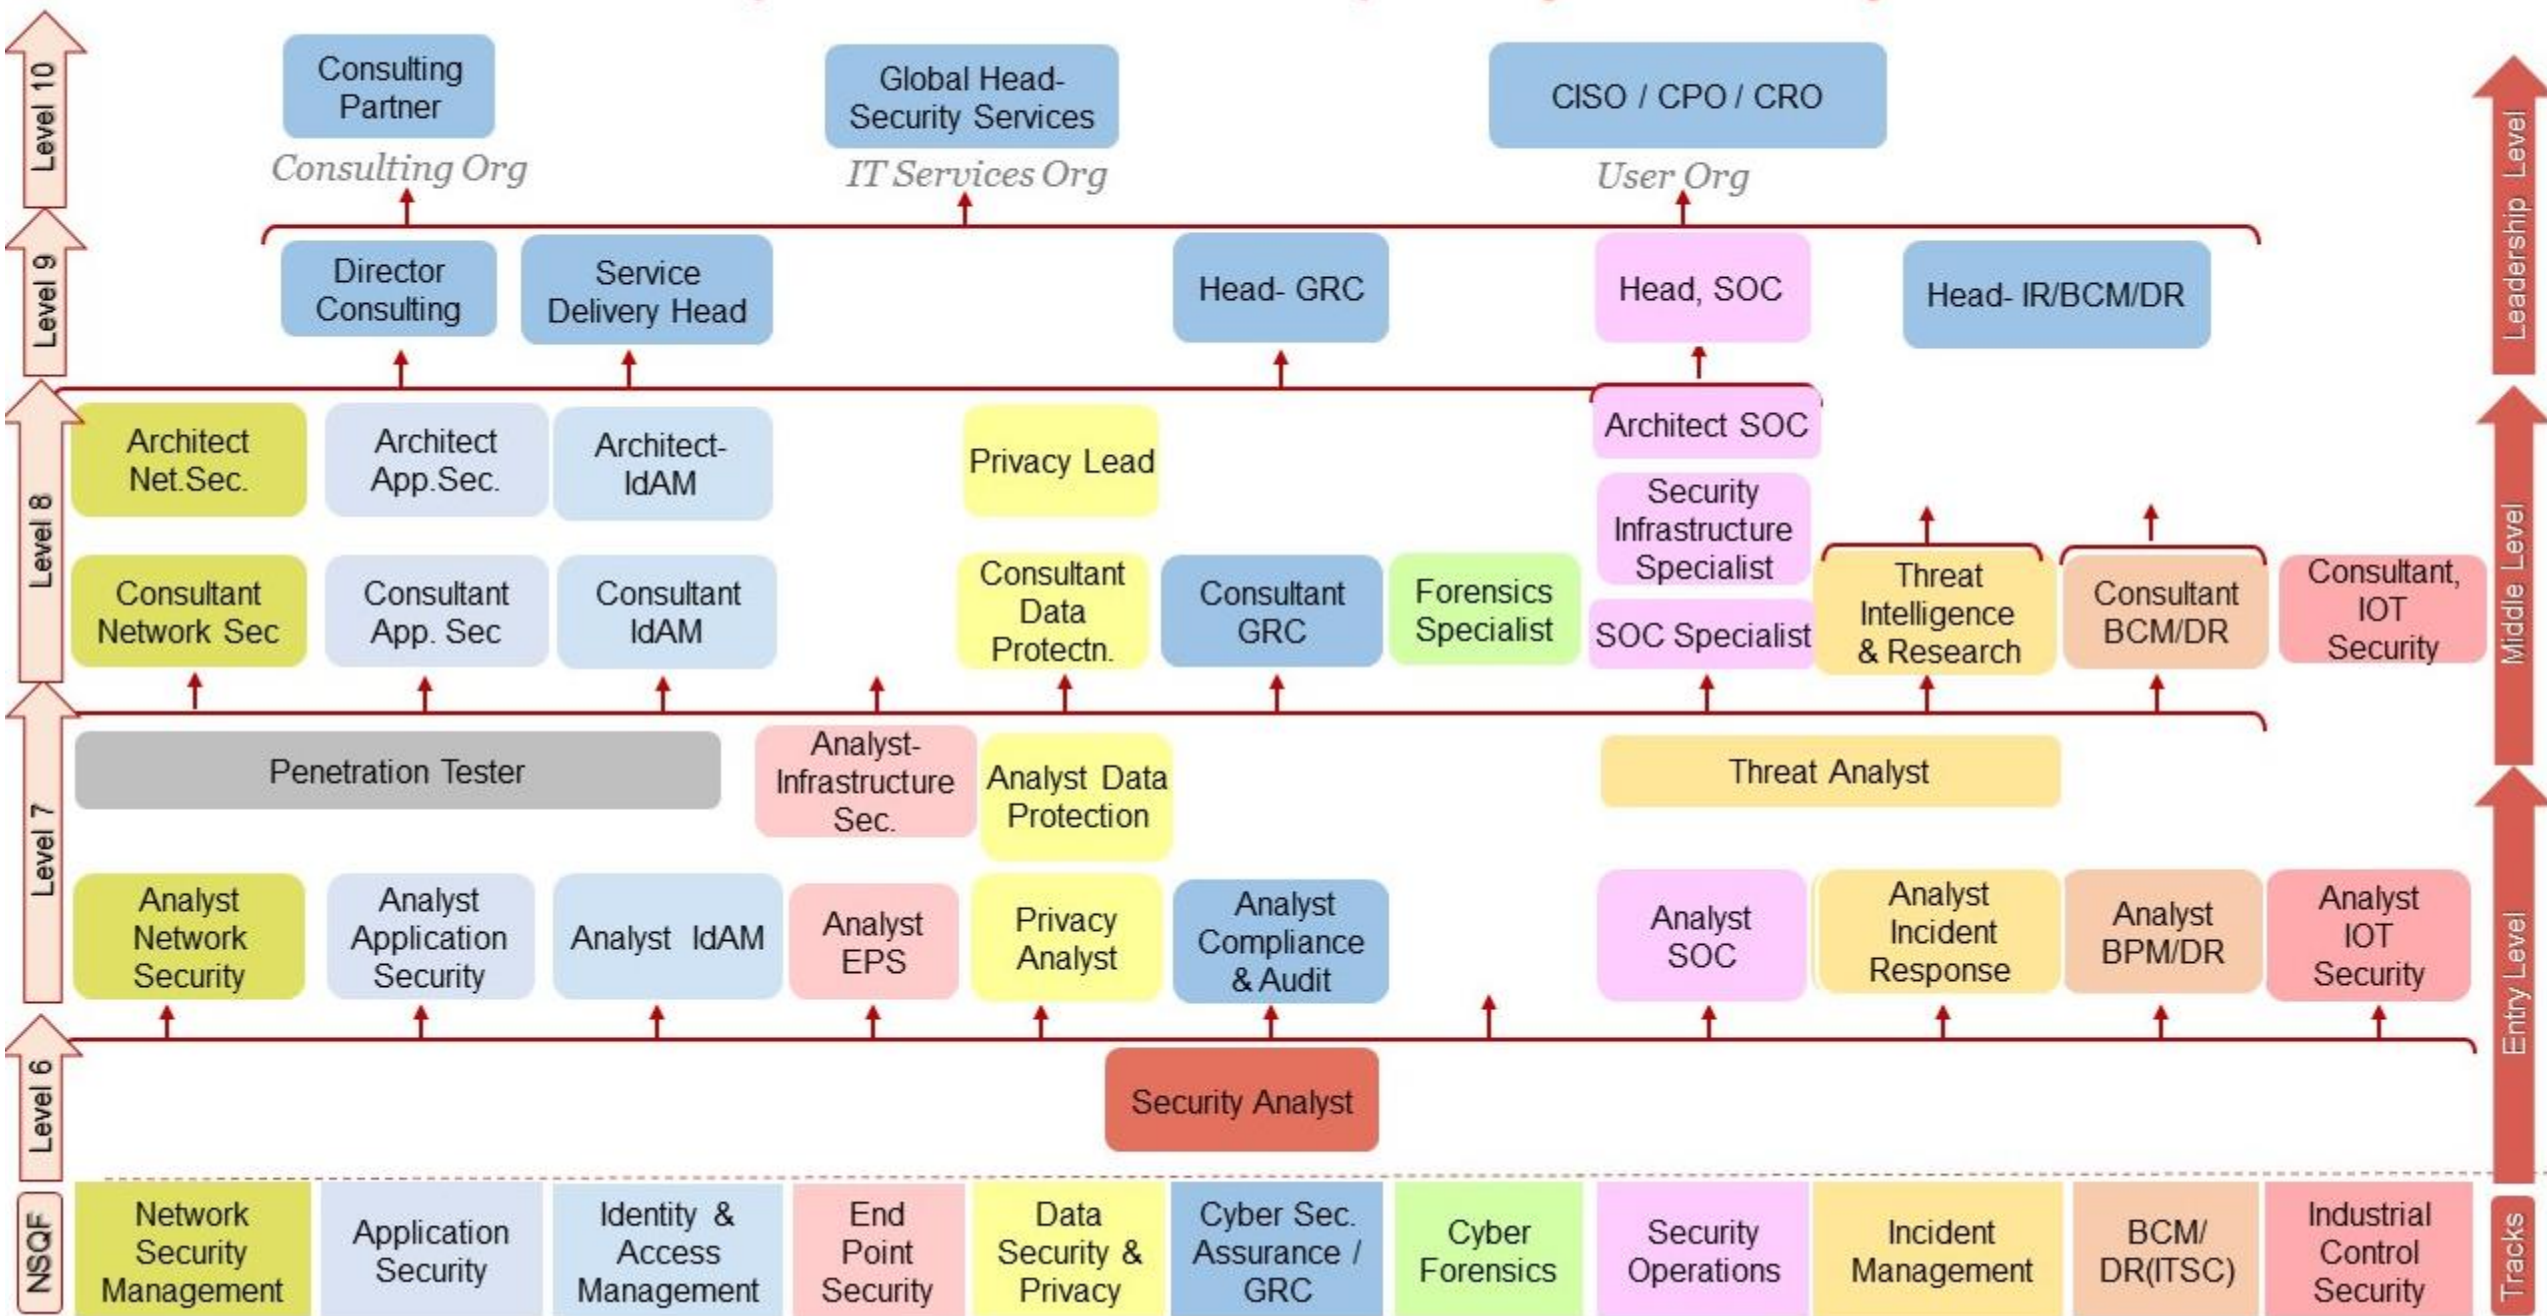 Level 10
Consulting
Partner
Consulting Org
Global Head-
Security Services
IT Services Org
CISO / CPO / CRO
User Org
Leadership Level
Level 9
Director
Consulting
Service
Delivery Head
Head- GRC
Head, SOC
Head- IR/BCM/DR
Level 8
Architect
Net.Sec.
Architect
App.Sec.
Architect-
IdAM
Privacy Lead
Architect SOC
Security
Infrastructure
Specialist
Middle Level
Consultant
Network Sec
Consultant
App. Sec
Consultant
IdAM
Consultant
Data
Protectn.
Consultant
GRC
Forensics
Specialist
SOC Specialist
Threat
Intelligence
& Research
Consultant
BCM/DR
Consultant,
IOT
Security
Level 7
Penetration Tester
Analyst-
Infrastructure
Sec.
Analyst Data
Protection
Threat Analyst
Analyst
Network
Security
Analyst
Application
Security
Analyst IdAM
Analyst
EPS
Privacy
Analyst
Analyst
Compliance
& Audit
Analyst
SOC
Analyst
Incident
Response
Analyst
BPM/DR
Analyst
IOT
Security
Entry Level
Level 6
Security Analyst
NSQF
Network
Security
Management
Application
Security
Identity &
Access
Management
End
Point
Security
Data
Security &
Privacy
Cyber Sec.
Assurance /
GRC
Cyber
Forensics
Security
Operations
Incident
Management
BCM/
DR(ITSC)
Industrial
Control
Security
Tracks